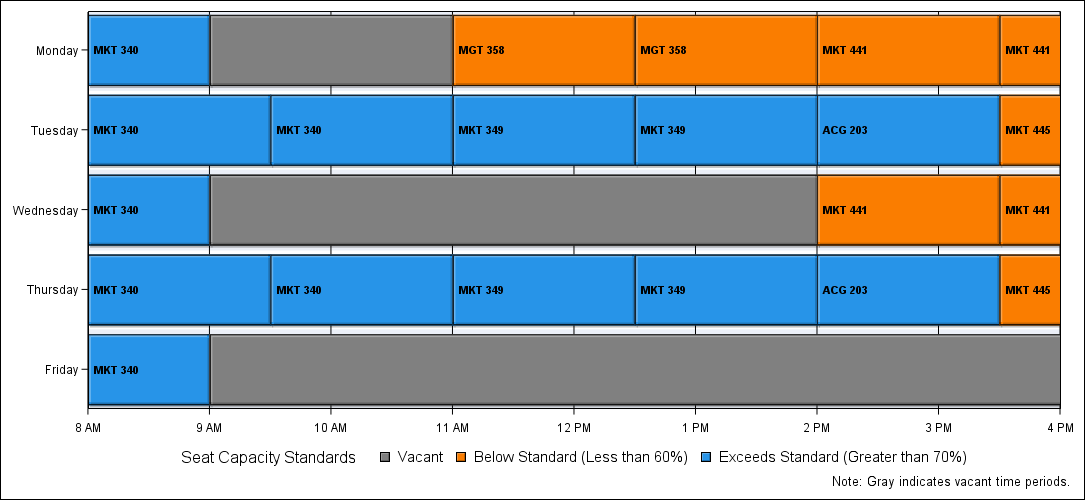 Monday MKT 340 MGT 358 MGT 358 MKT 441 MKT 441
Tuesday MKT 340 MKT 340 MKT 349 MKT 349 ACG 203 MKT 445
Wednesday MKT 340 MKT 441 MKT 441
Thursday MKT 340 MKT 340 MKT 349 MKT 349 ACG 203 MKT 445
Friday MKT 340
8 AM 9 AM 10 AM 11 AM 12 PM 1 PM 2 PM 3 PM 4 PM
Seat Capacity Standards Vacant Below Standard (Less than 60%) Exceeds Standard (Greater than 70%)
Note: Gray indicates vacant time periods.